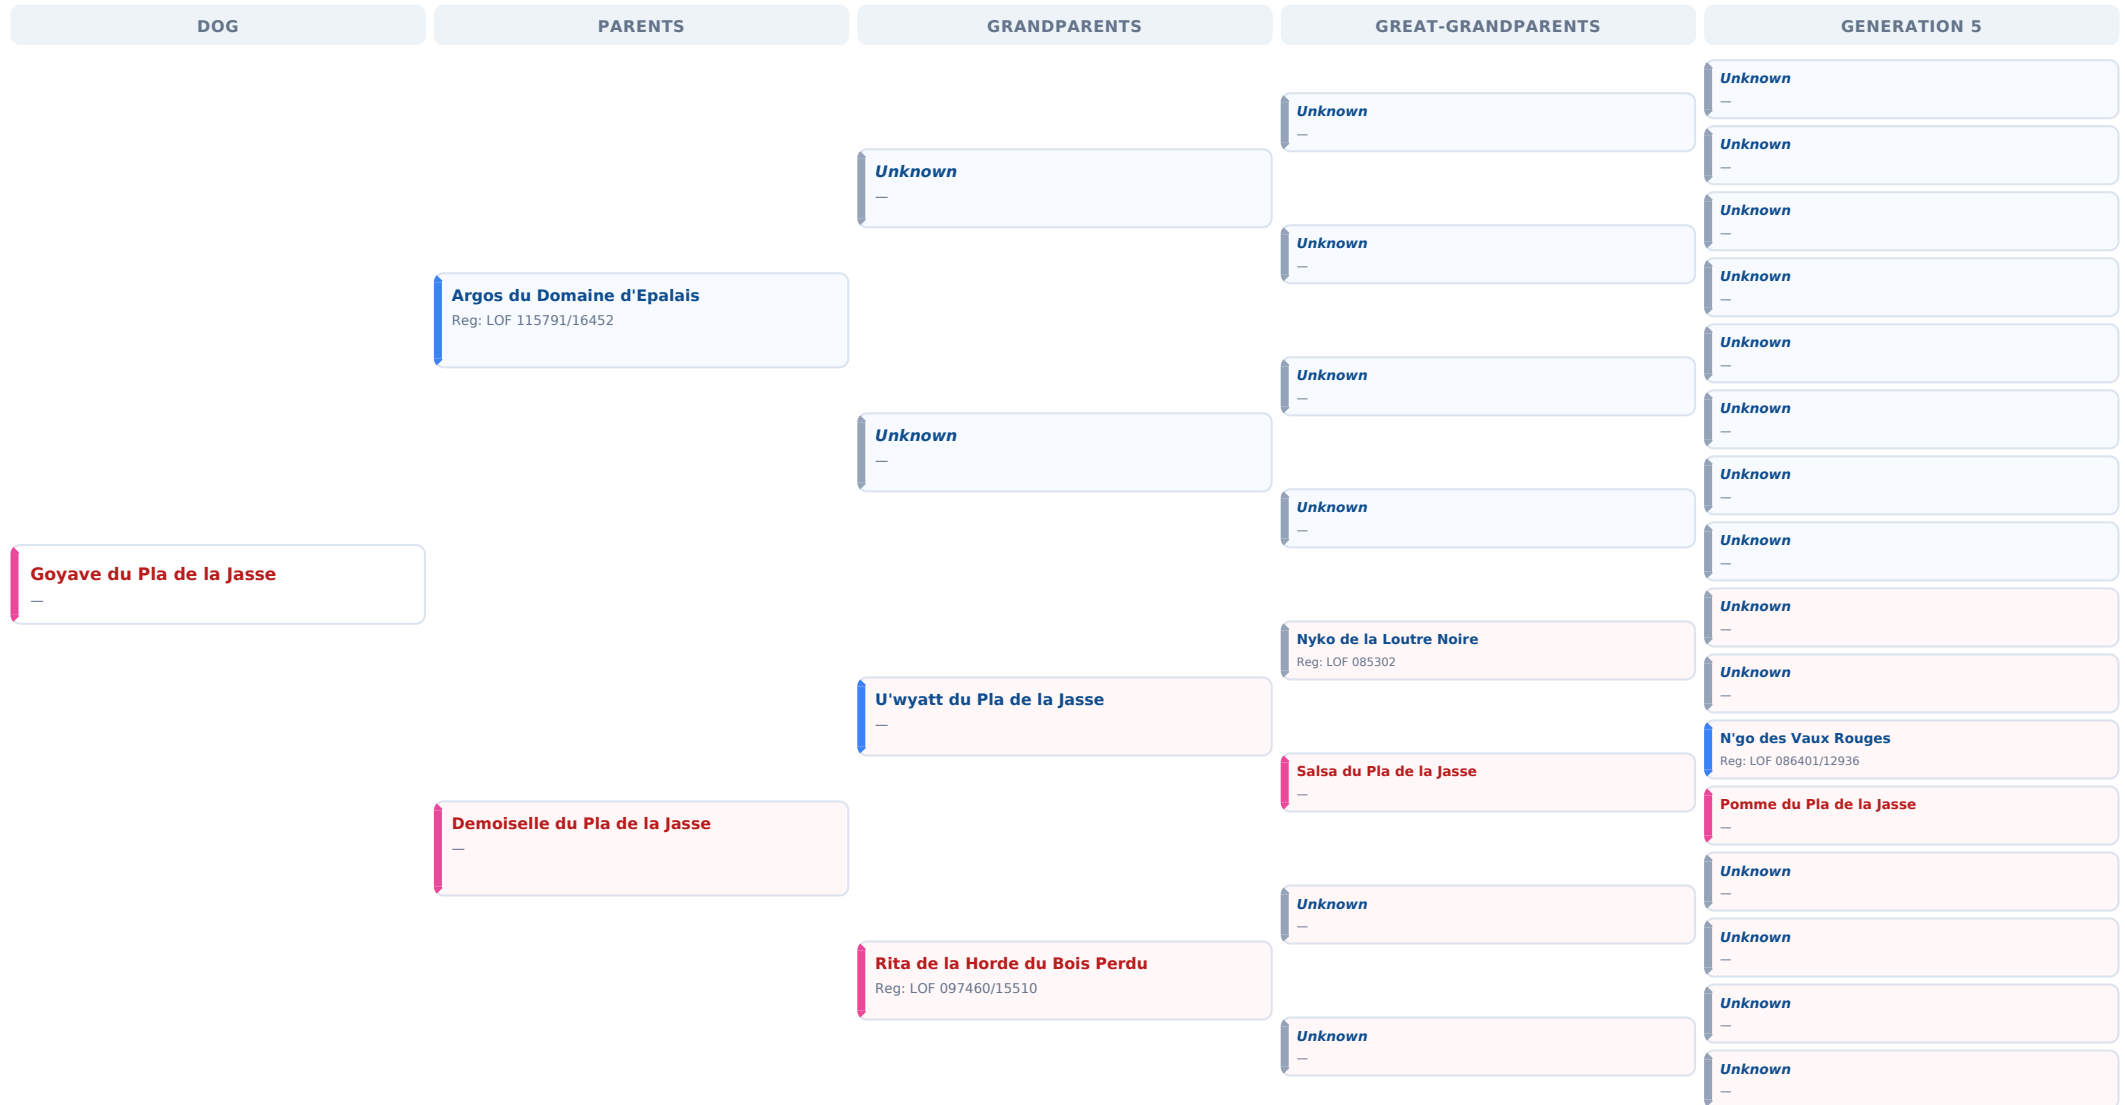 DOG
PARENTS
GRANDPARENTS
GREAT-GRANDPARENTS
GENERATION 5
Goyave du Pla de la Jasse
—
Argos du Domaine d'Epalais
Reg: LOF 115791/16452
Demoiselle du Pla de la Jasse
—
Unknown
—
Unknown
—
U'wyatt du Pla de la Jasse
—
Rita de la Horde du Bois Perdu
Reg: LOF 097460/15510
Unknown
—
Unknown
—
Unknown
—
Unknown
—
Nyko de la Loutre Noire
Reg: LOF 085302
Salsa du Pla de la Jasse
—
Unknown
—
Unknown
—
Unknown
—
Unknown
—
Unknown
—
Unknown
—
Unknown
—
Unknown
—
Unknown
—
Unknown
—
Unknown
—
Unknown
—
N'go des Vaux Rouges
Reg: LOF 086401/12936
Pomme du Pla de la Jasse
—
Unknown
—
Unknown
—
Unknown
—
Unknown
—